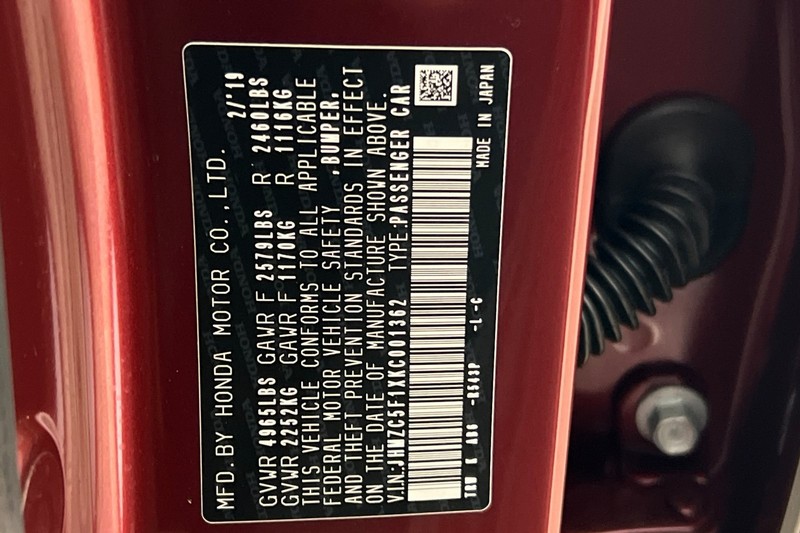 MFD. BY HONDA MOTOR CO., LTD. 2/'19
GVWR 4965LBS GAWR F 2579LBS R 2460LBS
GVWR 2252KG GAWR F 1170KG R 1116KG
THIS VEHICLE CONFORMS TO ALL APPLICABLE
FEDERAL MOTOR VEHICLE SAFETY ,BUMPER,
AND THEFT PREVENTION STANDARDS IN EFFECT
ON THE DATE OF MANUFACTURE SHOWN ABOVE.
V.I.N.:JHMZC5F1XKC001362 TYPE:PASSENGER CAR
-R543P -L -C
MADE IN JAPAN